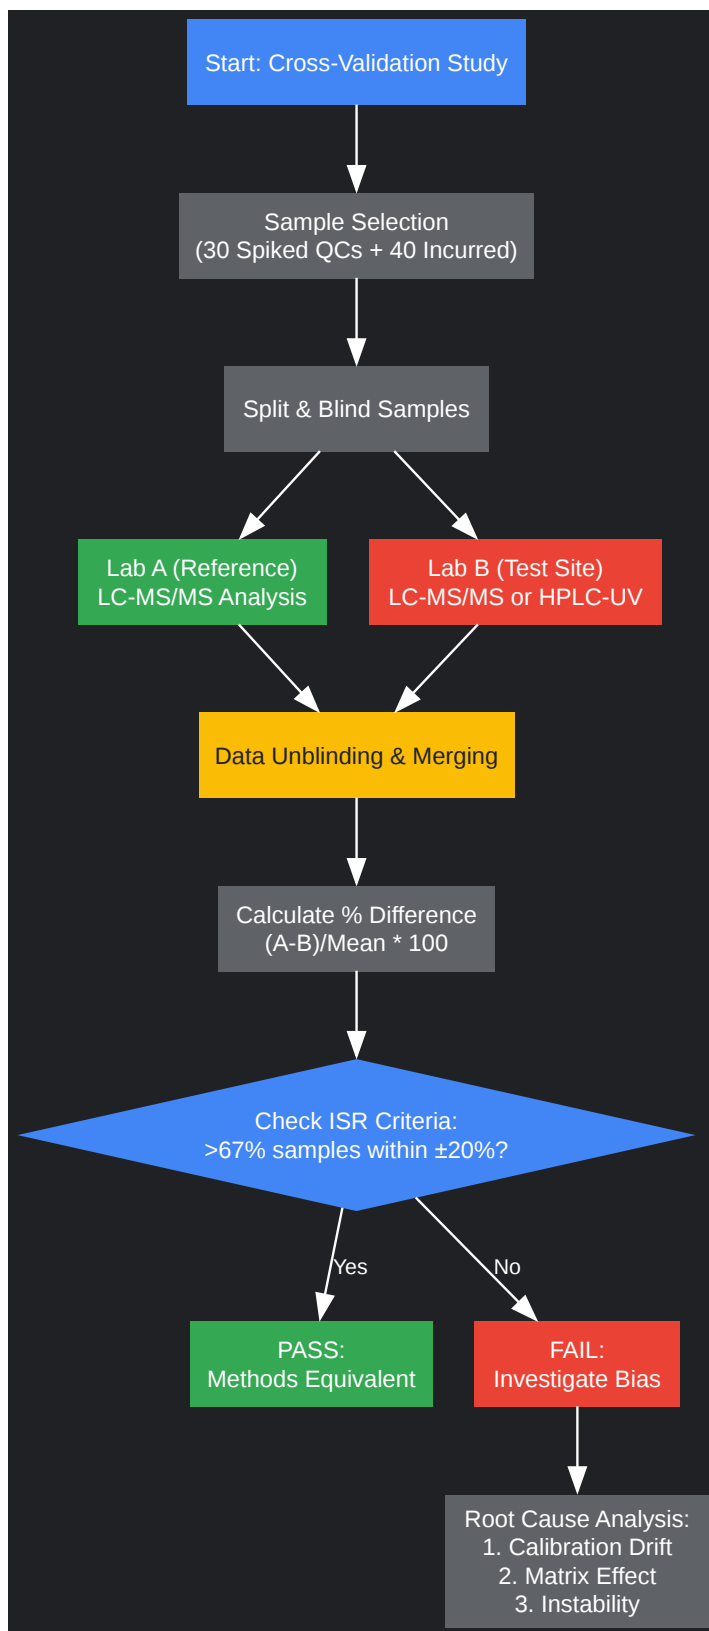 Start: Cross-Validation Study
Sample Selection
(30 Spiked QCs + 40 Incurred)
Split & Blind Samples
Lab A (Reference)
LC-MS/MS Analysis
Lab B (Test Site)
LC-MS/MS or HPLC-UV
Data Unblinding & Merging
Calculate % Difference
(A-B)/Mean * 100
Check ISR Criteria:
>67% samples within ±20%?
Yes
No
PASS:
Methods Equivalent
FAIL:
Investigate Bias
Root Cause Analysis:
1. Calibration Drift
2. Matrix Effect
3. Instability